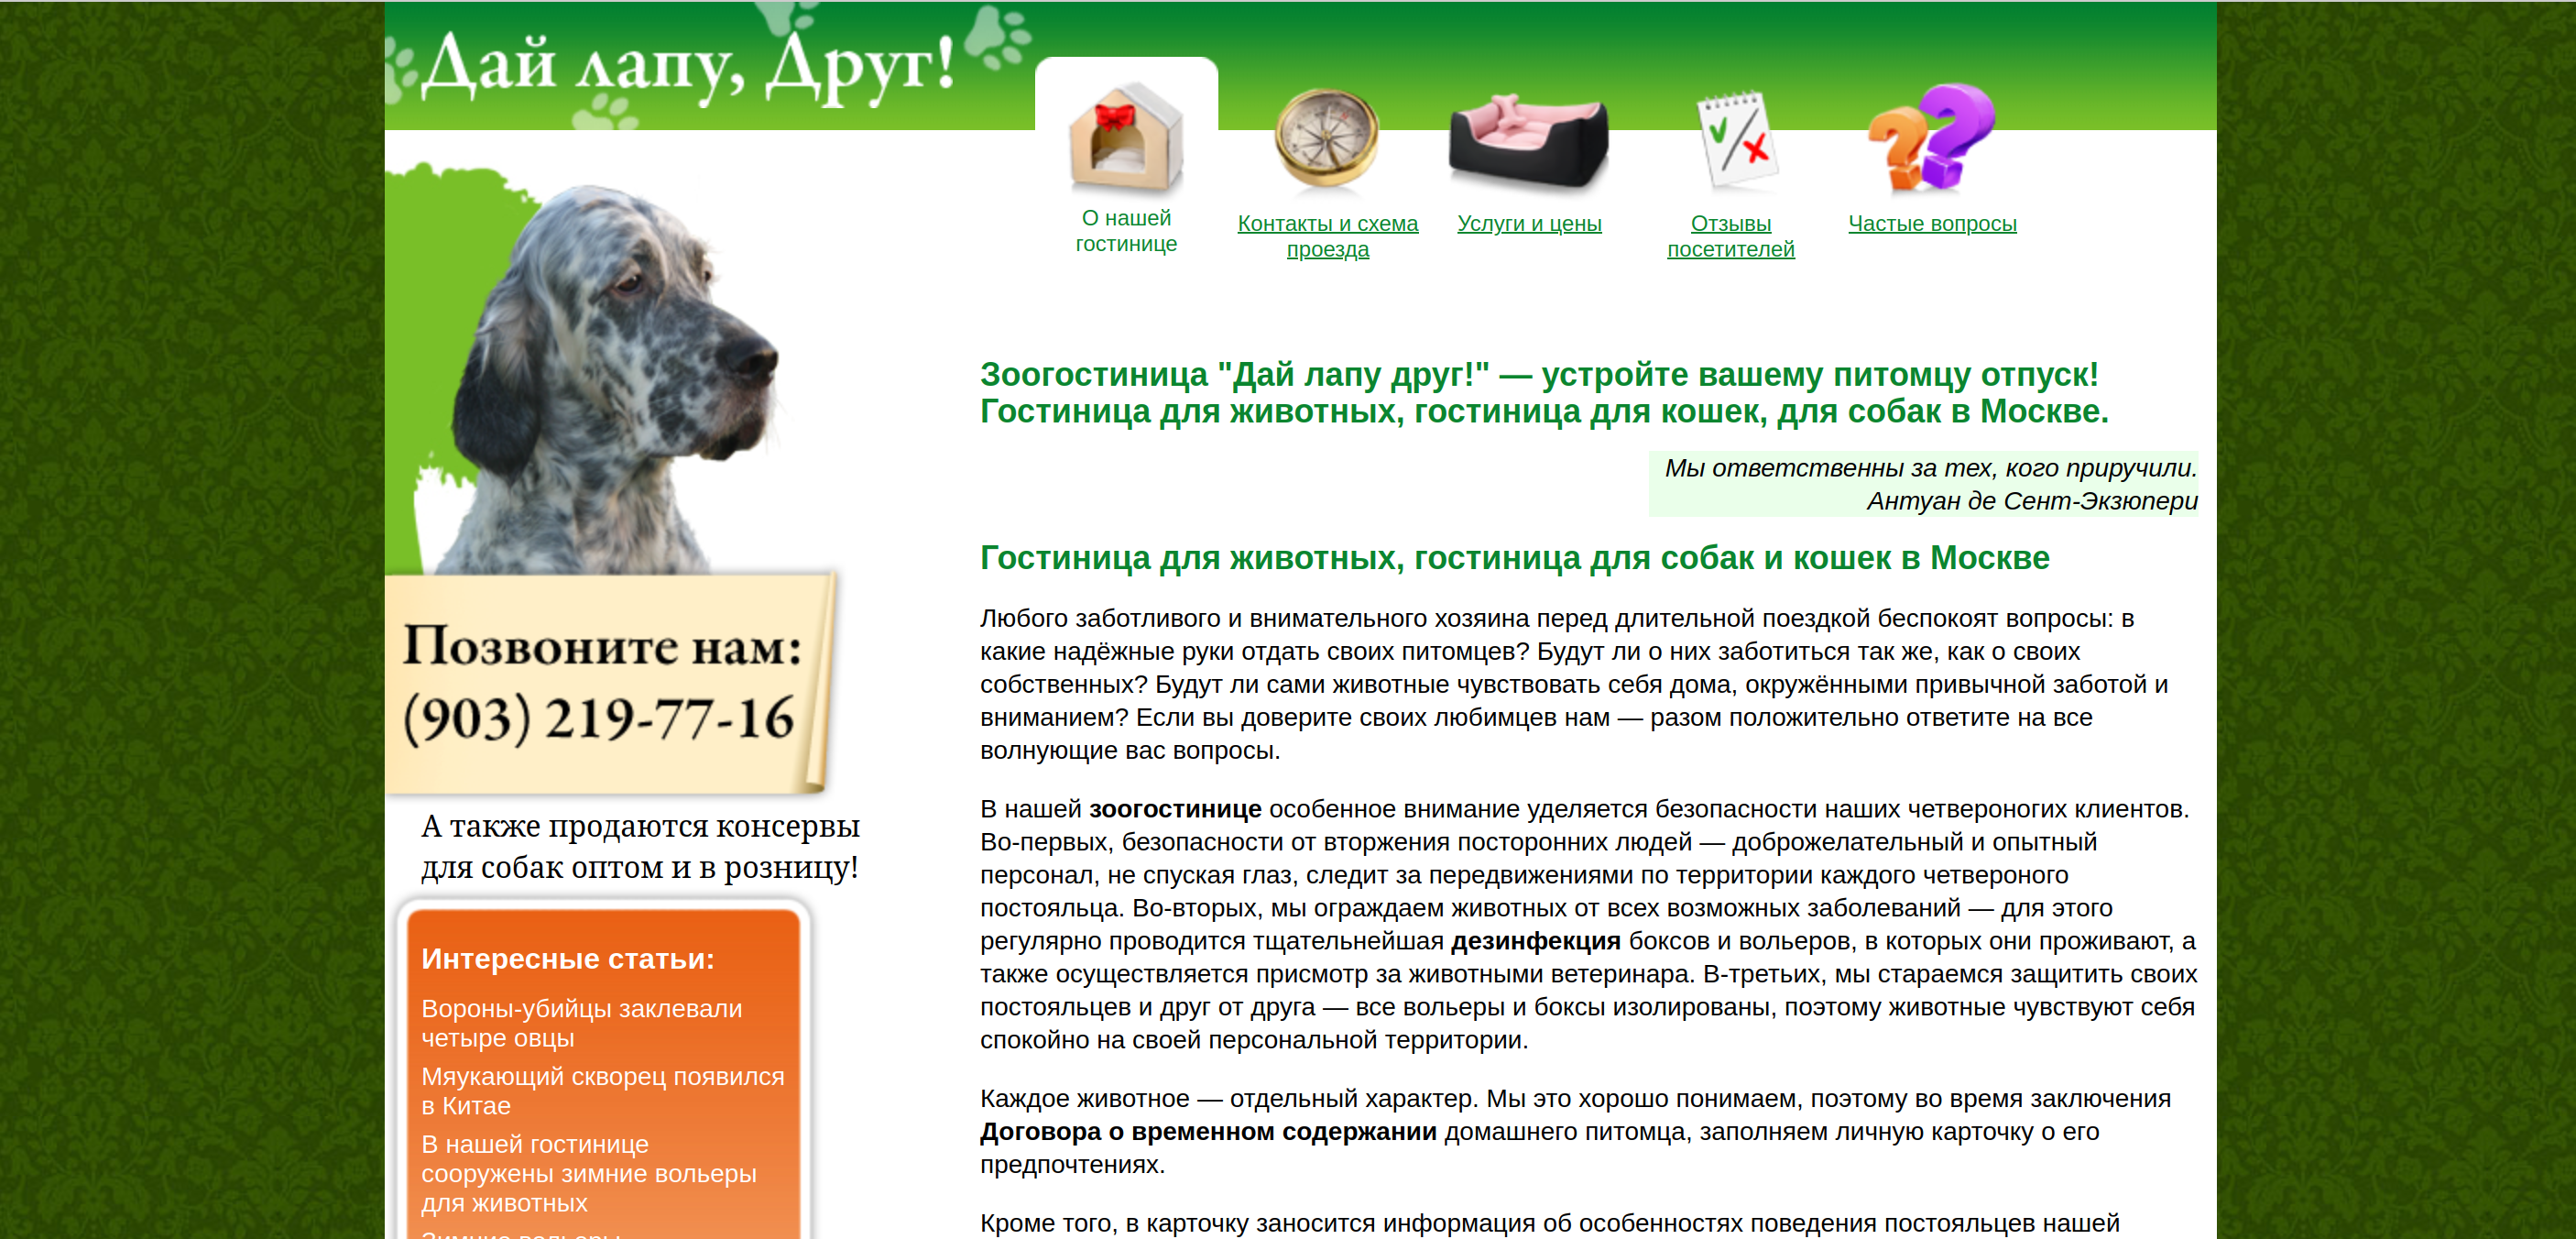 Дай лапу, Друг!
О нашей
гостинице
Контакты и схема
проезда
Услуги и цены
Отзывы
посетителей
Частые вопросы
Зоогостиница "Дай лапу друг!" — устройте вашему питомцу отпуск!
Гостиница для животных, гостиница для кошек, для собак в Москве.
Мы ответственны за тех, кого приручили.
Антуан де Сент-Экзюпери
Гостиница для животных, гостиница для собак и кошек в Москве
Любого заботливого и внимательного хозяина перед длительной поездкой беспокоят вопросы: в
какие надёжные руки отдать своих питомцев? Будут ли о них заботиться так же, как о своих
собственных? Будут ли сами животные чувствовать себя дома, окружёнными привычной заботой и
вниманием? Если вы доверите своих любимцев нам — разом положительно ответите на все
волнующие вас вопросы.
В нашей зоогостинице особенное внимание уделяется безопасности наших четвероногих клиентов.
Во-первых, безопасности от вторжения посторонних людей — доброжелательный и опытный
персонал, не спуская глаз, следит за передвижениями по территории каждого четвероного
постояльца. Во-вторых, мы ограждаем животных от всех возможных заболеваний — для этого
регулярно проводится тщательнейшая дезинфекция боксов и вольеров, в которых они проживают, а
также осуществляется присмотр за животными ветеринара. В-третьих, мы стараемся защитить своих
постояльцев и друг от друга — все вольеры и боксы изолированы, поэтому животные чувствуют себя
спокойно на своей персональной территории.
Каждое животное — отдельный характер. Мы это хорошо понимаем, поэтому во время заключения
Договора о временном содержании домашнего питомца, заполняем личную карточку о его
предпочтениях.
Кроме того, в карточку заносится информация об особенностях поведения постояльцев нашей
Позвоните нам:
(903) 219-77-16
А также продаются консервы
для собак оптом и в розницу!
Интересные статьи:
Вороны-убийцы заклевали
четыре овцы
Мяукающий скворец появился
в Китае
В нашей гостинице
сооружены зимние вольеры
для животных
Зимние вольеры